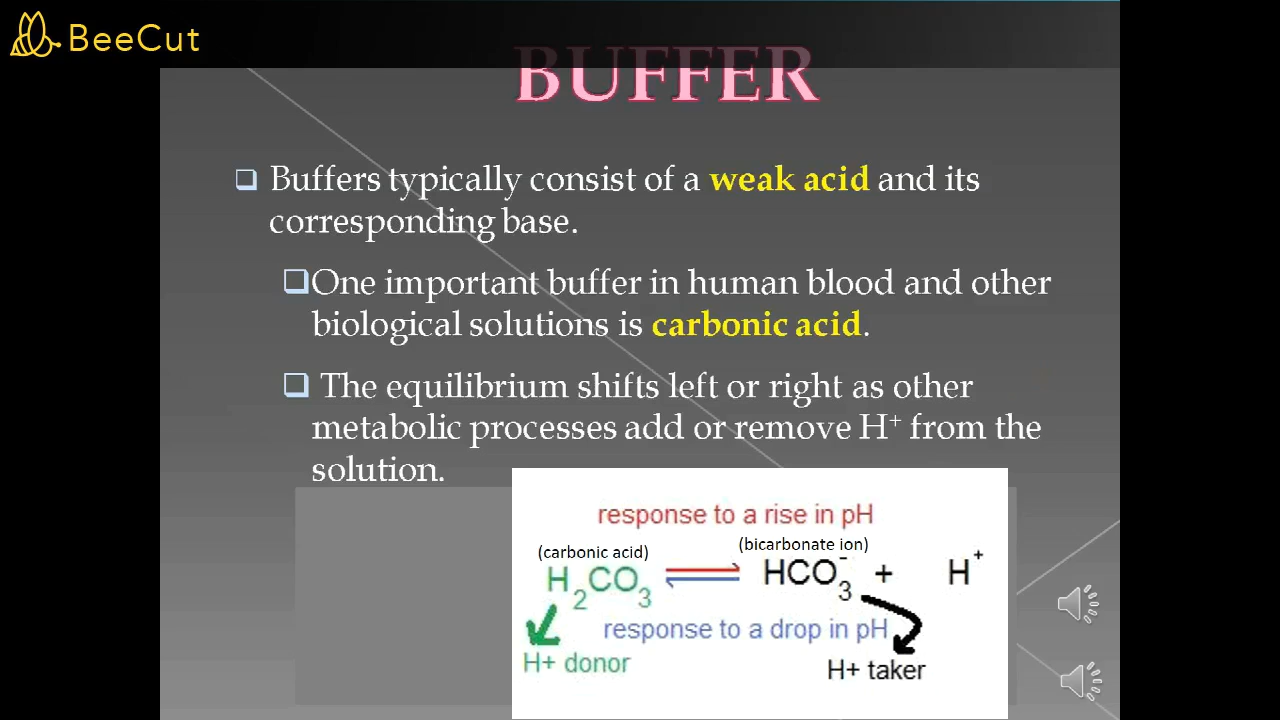 BeeCut
BUFFER
Buffers typically consist of a weak acid and its
corresponding base.
One important buffer in human blood and other
biological solutions is carbonic acid.
The equilibrium shifts left or right as other
metabolic processes add or remove H⁺ from the
solution.
response to a rise in pH
(carbonic acid) (bicarbonate ion)
H₂CO₃ ⇌ HCO₃⁻ + H⁺
response to a drop in pH
H+ donor
H+ taker